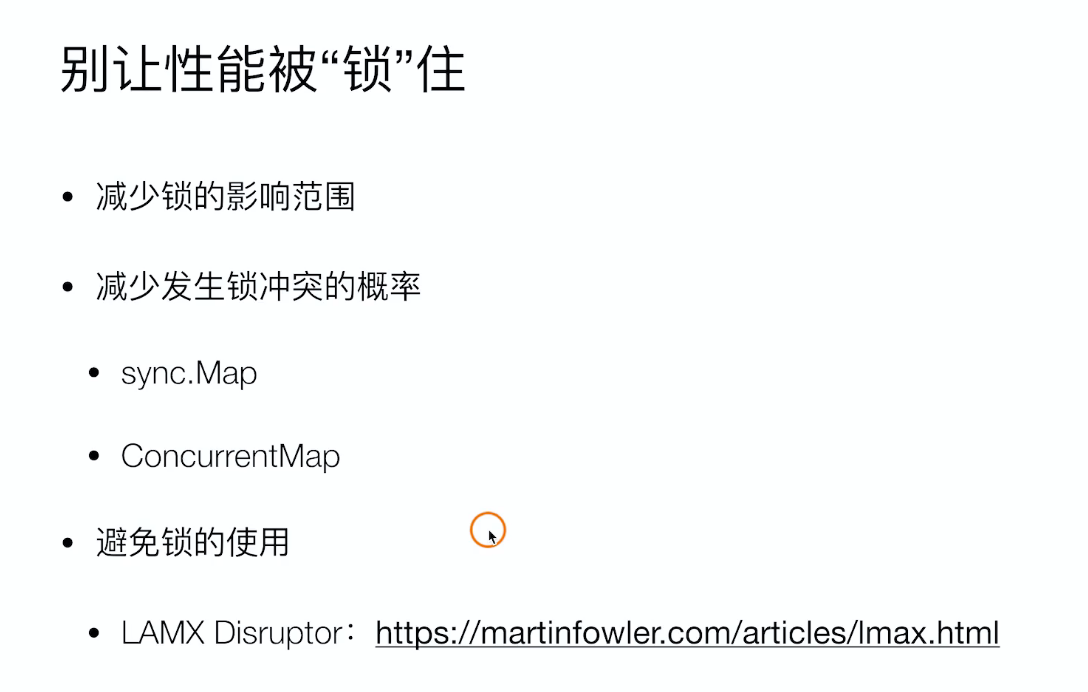 别让性能被“锁”住
• 减少锁的影响范围
• 减少发生锁冲突的概率
• sync.Map
• ConcurrentMap
• 避免锁的使用
• LAMX Disruptor：https://martinfowler.com/articles/lmax.html